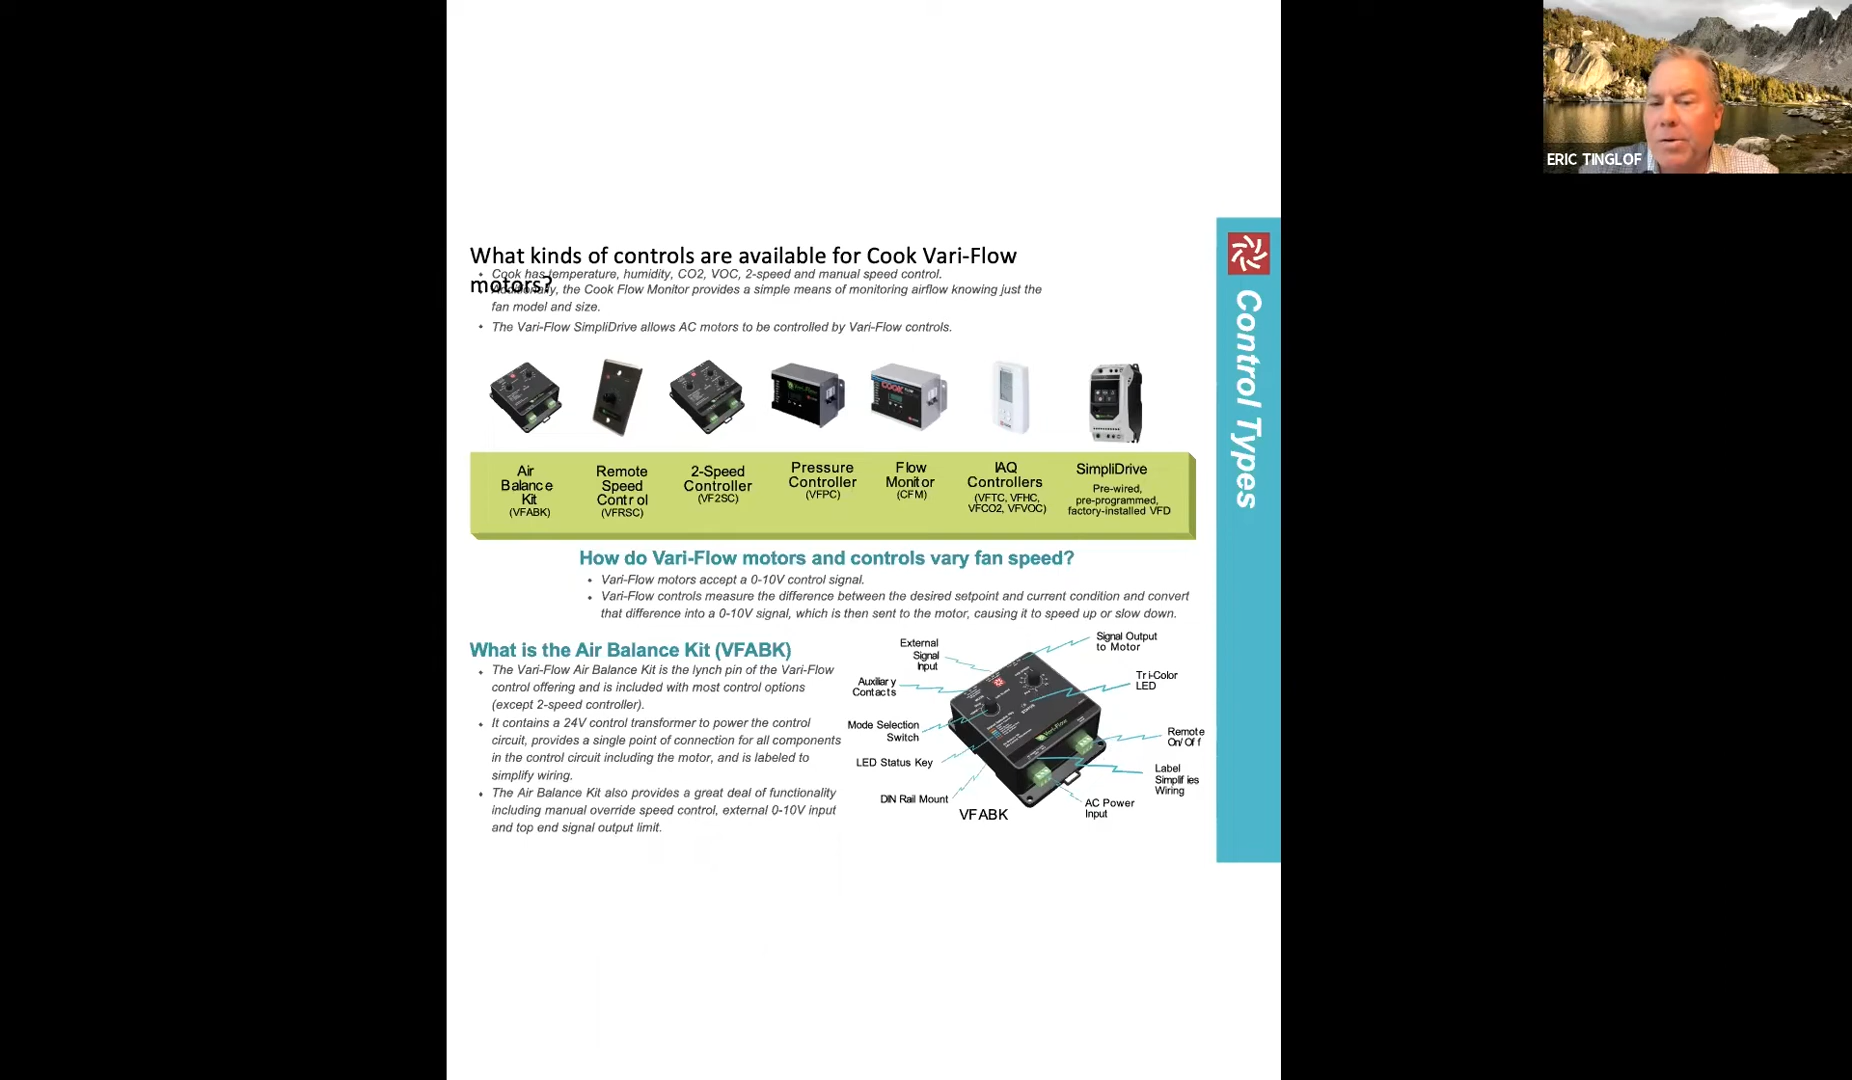 ERIC TINGLOF
What kinds of controls are available for Cook Vari-Flow
motors?
• Cook has temperature, humidity, CO2, VOC, 2-speed and manual speed control.
• Additionally, the Cook Flow Monitor provides a simple means of monitoring airflow knowing just the
fan model and size.
• The Vari-Flow SimpliDrive allows AC motors to be controlled by Vari-Flow controls.
Control Types
Air
Balance
Kit
(VFABK)
Remote
Speed
Control
(VFRSC)
2-Speed
Controller
(VF2SC)
Pressure
Controller
(VFPC)
Flow
Monitor
(CFM)
IAQ
Controllers
(VFTC, VFHC,
VFCO2, VFVOC)
SimpliDrive
Pre-wired,
pre-programmed,
factory-installed VFD
How do Vari-Flow motors and controls vary fan speed?
• Vari-Flow motors accept a 0-10V control signal.
• Vari-Flow controls measure the difference between the desired setpoint and current condition and convert
that difference into a 0-10V signal, which is then sent to the motor, causing it to speed up or slow down.
What is the Air Balance Kit (VFABK)
• The Vari-Flow Air Balance Kit is the lynch pin of the Vari-Flow
control offering and is included with most control options
(except 2-speed controller).
• It contains a 24V control transformer to power the control
circuit, provides a single point of connection for all components
in the control circuit including the motor, and is labeled to
simplify wiring.
• The Air Balance Kit also provides a great deal of functionality
including manual override speed control, external 0-10V input
and top end signal output limit.
External
Signal
Input
Auxiliary
Contacts
Mode Selection
Switch
LED Status Key
DIN Rail Mount
VFABK
Signal Output
to Motor
Tri-Color
LED
Remote
On/Off
Label
Simplifies
Wiring
AC Power
Input